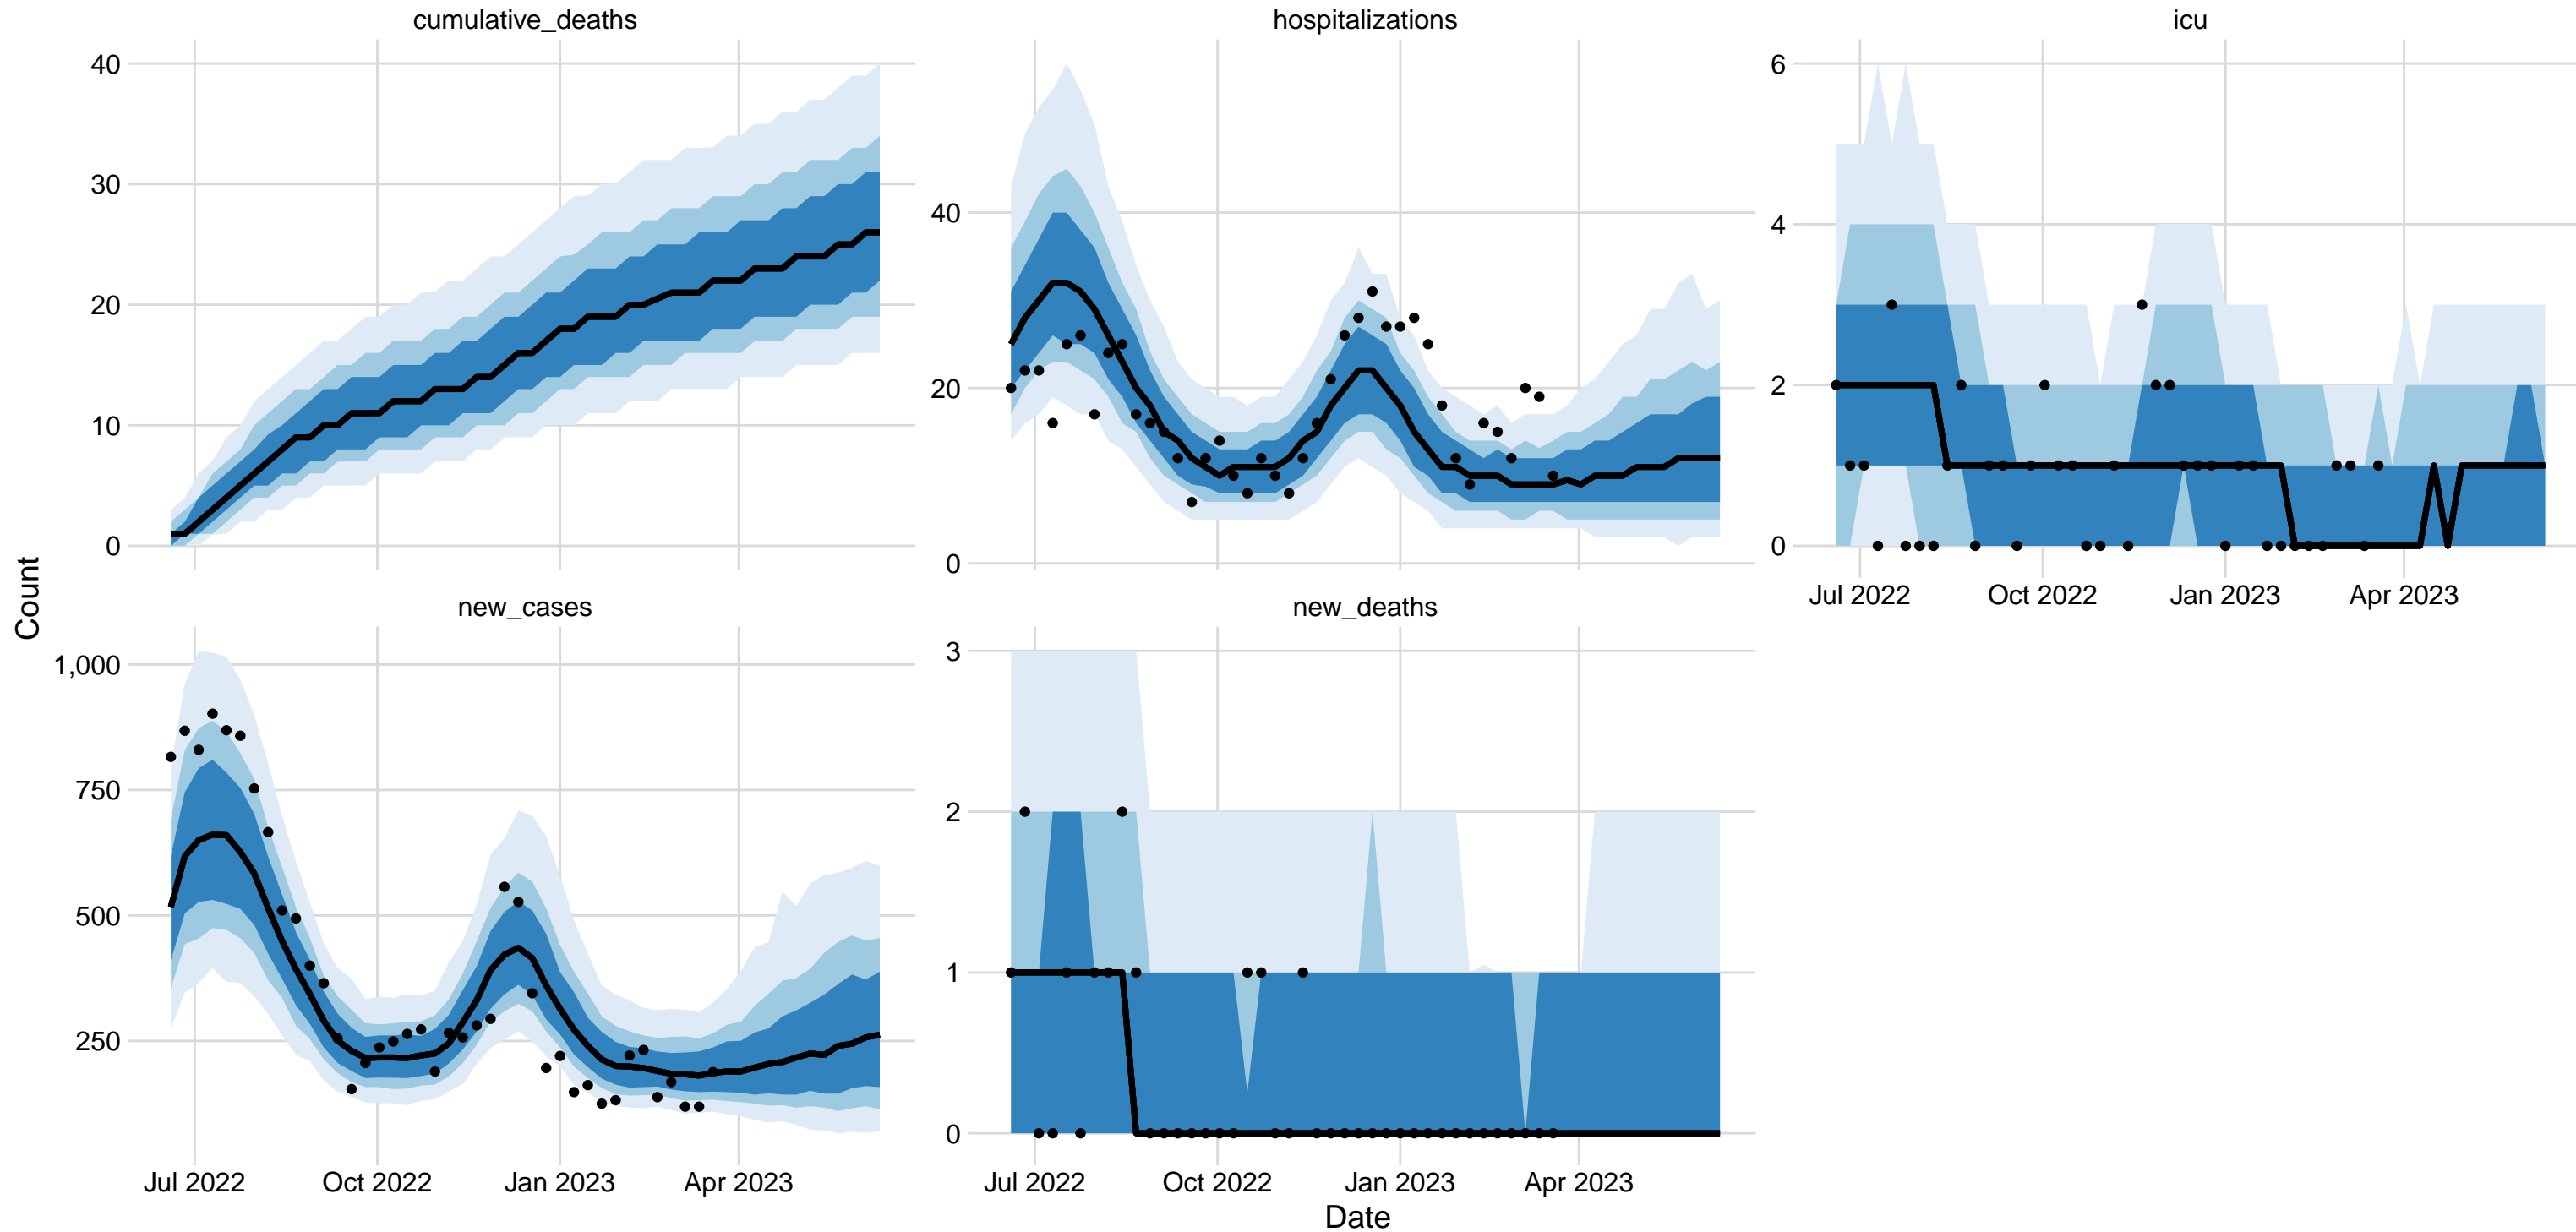 cumulative_deaths
hospitalizations
icu
40
30
20
10
0
40
20
0
6
4
2
0
Jul 2022
Oct 2022
Jan 2023
Apr 2023
Count
new_cases
new_deaths
1,000
750
500
250
3
2
1
0
Jul 2022
Oct 2022
Jan 2023
Apr 2023
Jul 2022
Oct 2022
Jan 2023
Apr 2023
Date